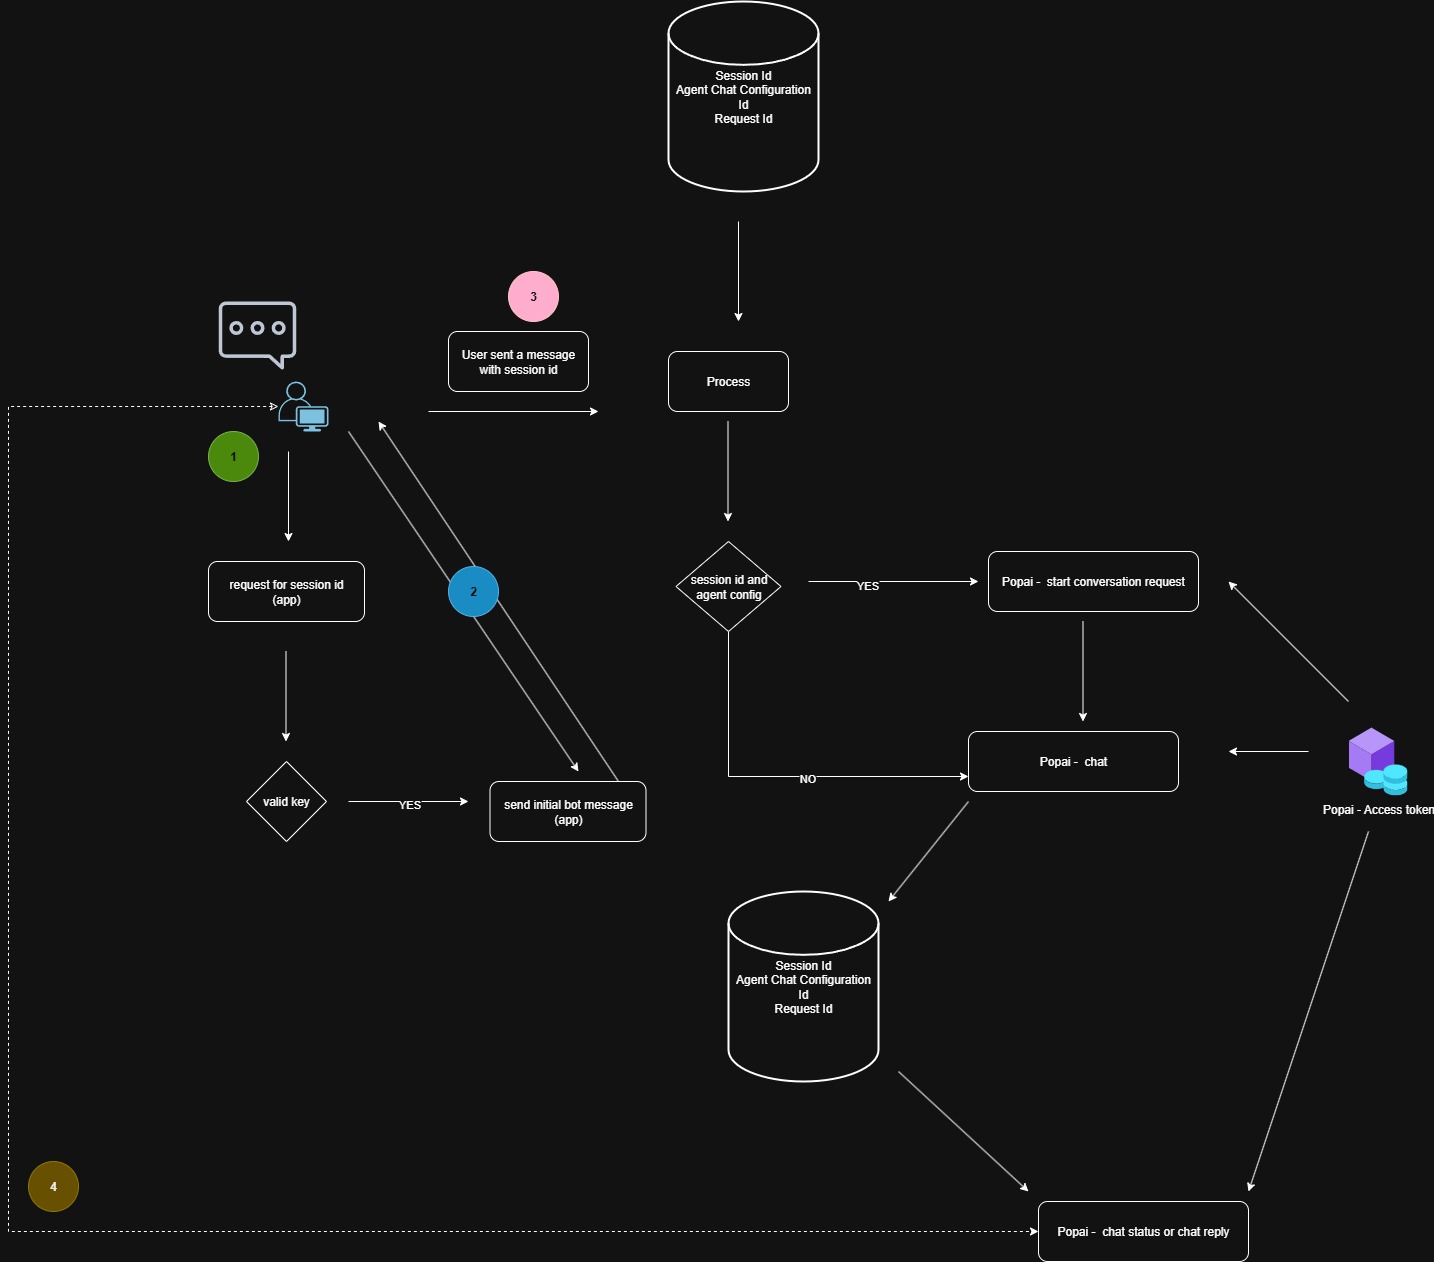 Session Id
Agent Chat Configuration
Id
Request Id
3
User sent a message
with session id
Process
1
request for session id
(app)
2
session id and
agent config
YES
Popai -  start conversation request
valid key
YES
send initial bot message
(app)
NO
Popai -  chat
Popai - Access token
Session Id
Agent Chat Configuration
Id
Request Id
4
Popai -  chat status or chat reply